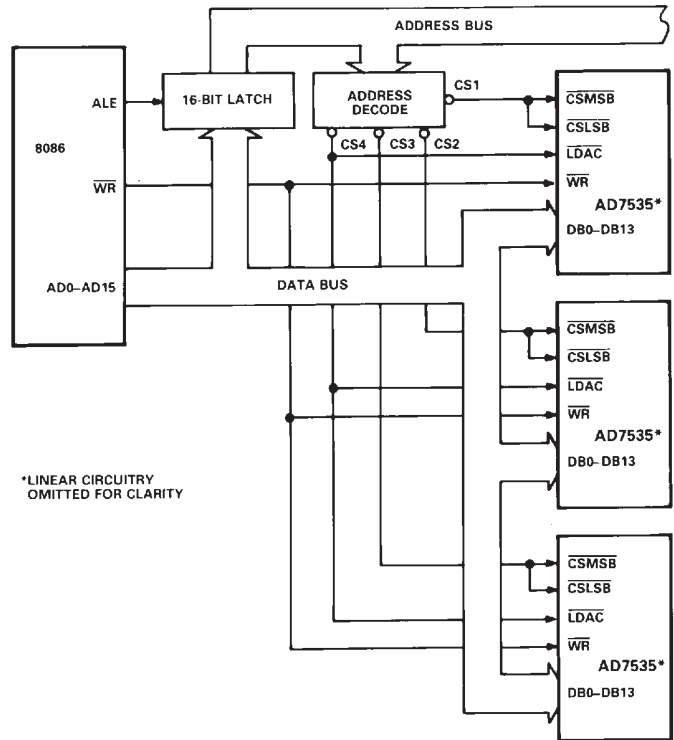 ADDRESS BUS
ALE
16-BIT LATCH
ADDRESS
DECODE
CS1
CSMSB
CSLSB
8086
CS4
CS3
CS2
LDAC
WR
WR
AD7535*
DB0–DB13
AD0–AD15
DATA BUS
CSMSB
CSLSB
LDAC
WR
AD7535*
DB0–DB13
*LINEAR CIRCUITRY
OMITTED FOR CLARITY
CSMSB
CSLSB
LDAC
WR
AD7535*
DB0–DB13